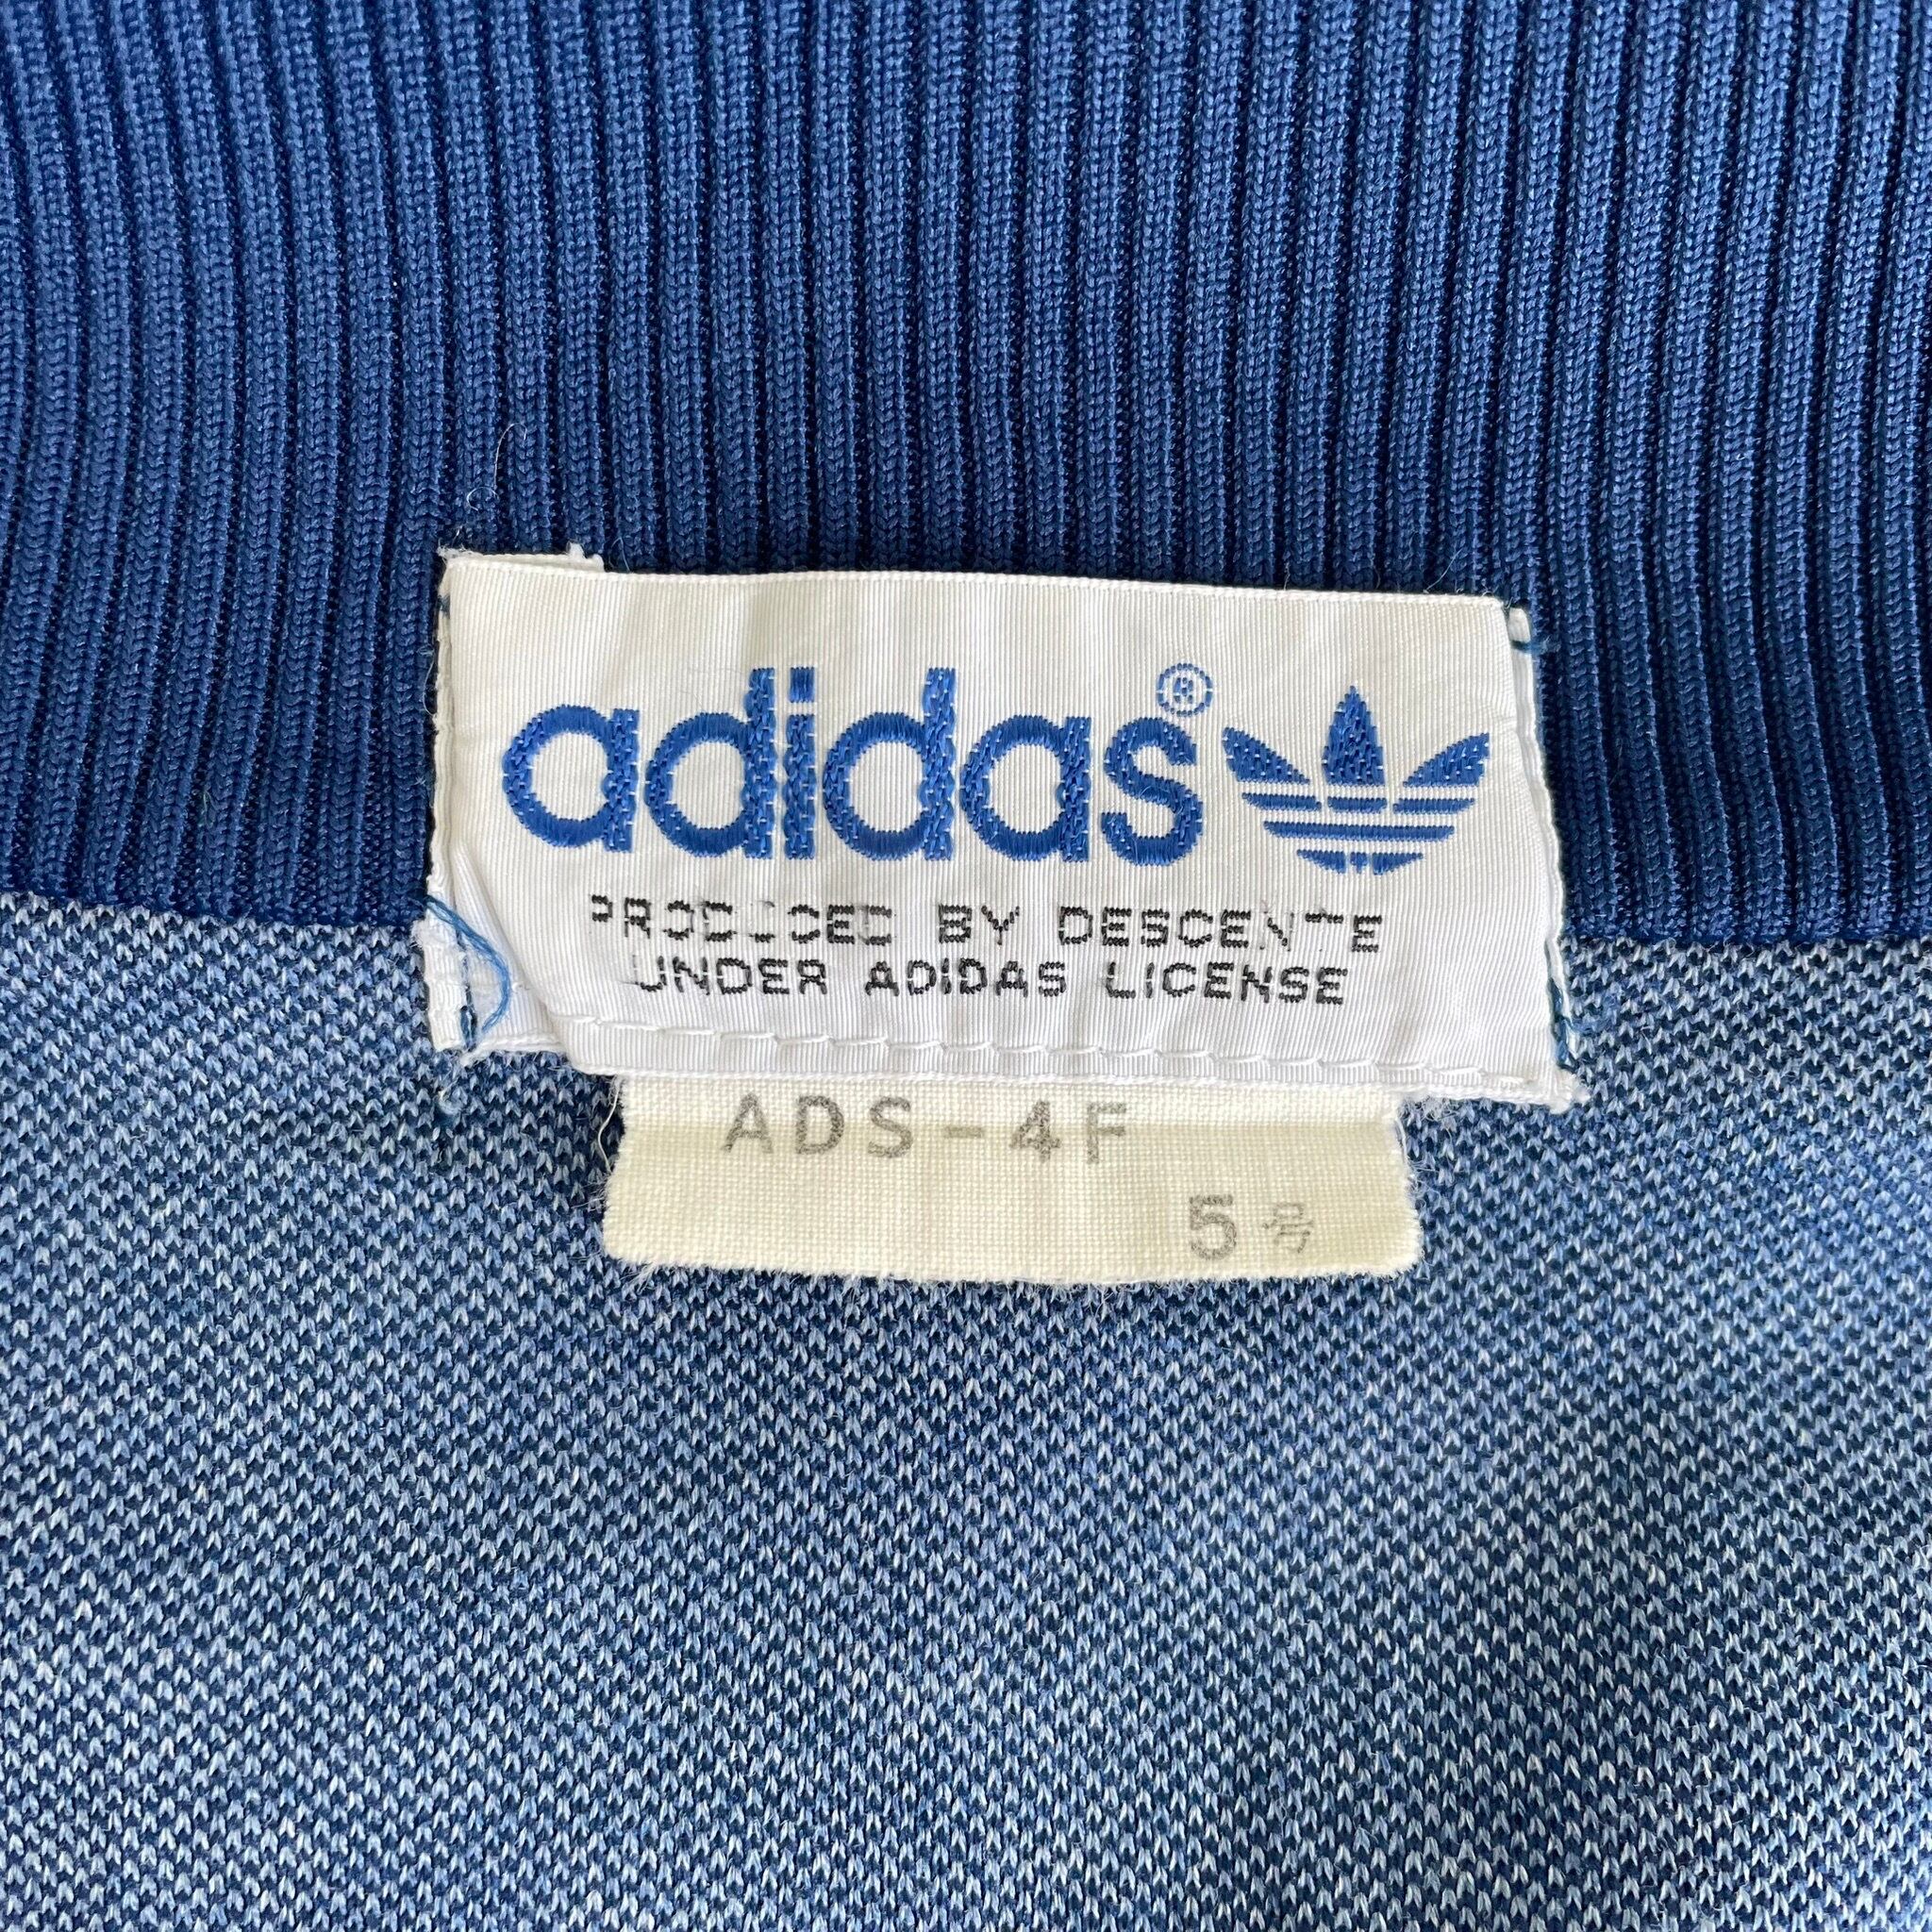 adidas®
PRODUCED BY DESCENTE
UNDER ADIDAS LICENSE
ADS-4F
5号